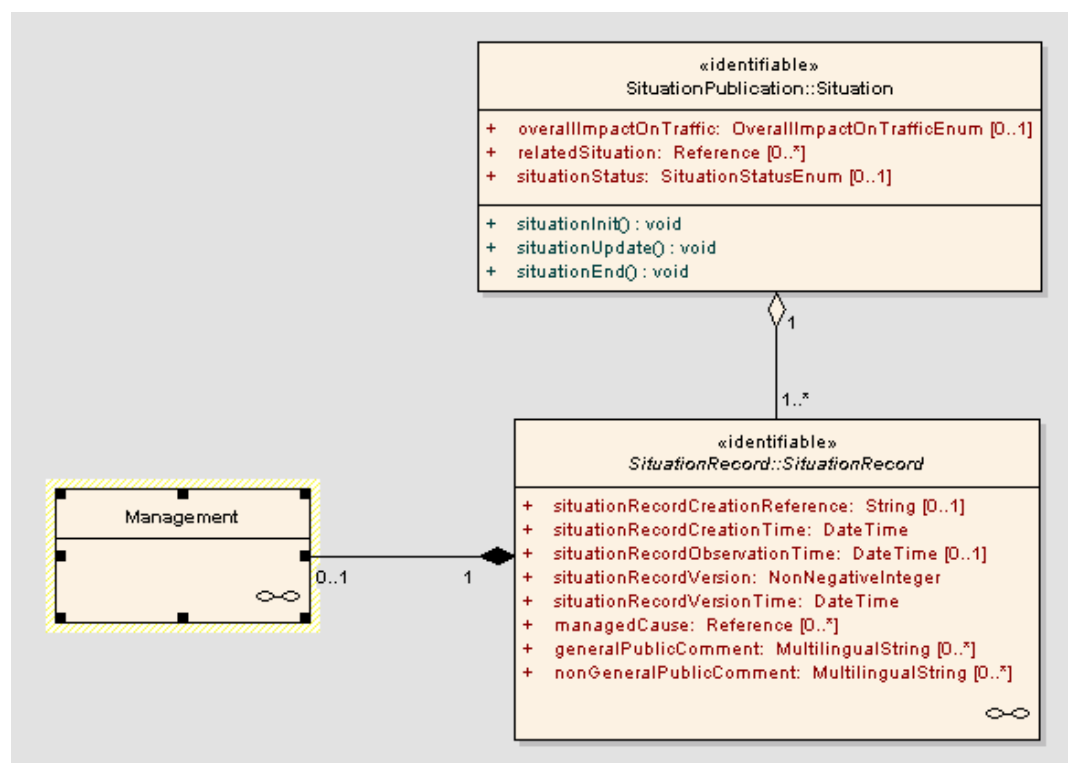 «identifiable»
SituationPublication::Situation
+ overallImpactOnTraffic: OverallImpactOnTrafficEnum [0..1]
+ relatedSituation: Reference [0..*]
+ situationStatus: SituationStatusEnum [0..1]
+ situationInit() : void
+ situationUpdate() : void
+ situationEnd() : void
1
1..*
«identifiable»
SituationRecord::SituationRecord
+ situationRecordCreationReference: String [0..1]
+ situationRecordCreationTime: DateTime
+ situationRecordObservationTime: DateTime [0..1]
+ situationRecordVersion: NonNegativeInteger
+ situationRecordVersionTime: DateTime
+ managedCause: Reference [0..*]
+ generalPublicComment: MultilingualString [0..*]
+ nonGeneralPublicComment: MultilingualString [0..*]
Management
0..1
1